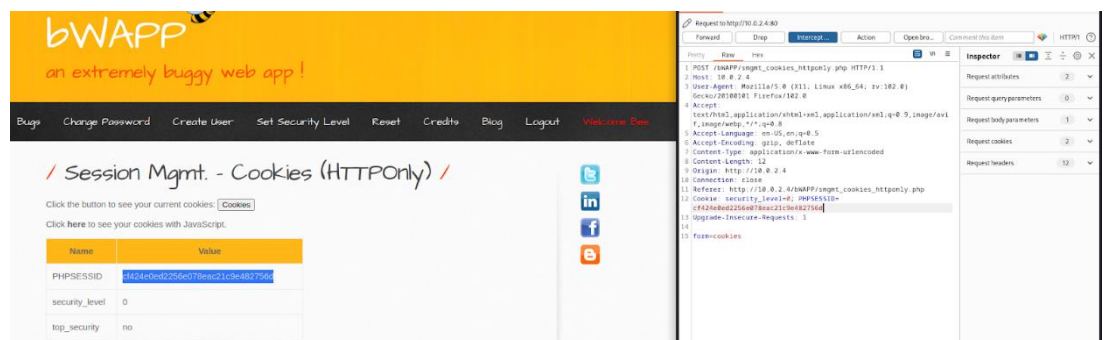 bWAPP
an extremely buggy web app !
Bugs Change Password Create User Set Security Level Reset Credits Blog Logout Welcome Bee
/ Session Mgmt. - Cookies (HTTPOnly) /
Click the button to see your current cookies: Cookies
Click here to see your cookies with JavaScript.
Name Value
PHPSESSID cf424e0ed2256e078eac21c9e482756d
security_level 0
top_security no
Request to http://10.0.2.4:80
Forward Drop Intercept ... Action Open bro... Comment this item HTTP/1
Pretty Raw Hex
1 POST /bWAPP/smgmt_cookies_httponly.php HTTP/1.1
2 Host: 10.0.2.4
3 User-Agent: Mozilla/5.0 (X11; Linux x86_64; rv:102.0)
Gecko/20100101 Firefox/102.0
4 Accept:
text/html,application/xhtml+xml,application/xml;q=0.9,image/avi
f,image/webp,*/*;q=0.8
5 Accept-Language: en-US,en;q=0.5
6 Accept-Encoding: gzip, deflate
7 Content-Type: application/x-www-form-urlencoded
8 Content-Length: 12
9 Origin: http://10.0.2.4
10 Connection: close
11 Referer: http://10.0.2.4/bWAPP/smgmt_cookies_httponly.php
12 Cookie: security_level=0; PHPSESSID=
cf424e0ed2256e078eac21c9e482756d
13 Upgrade-Insecure-Requests: 1
14
15 form=cookies
Inspector
Request attributes 2
Request query parameters 0
Request body parameters 1
Request cookies 2
Request headers 12